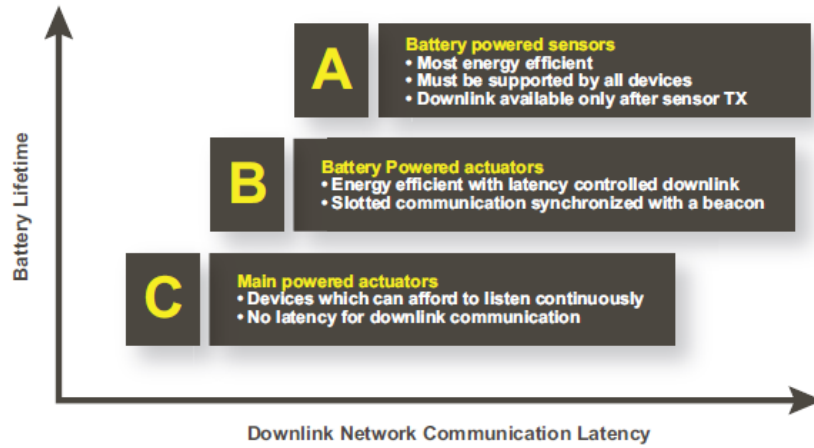 Battery Lifetime
A
Battery powered sensors
• Most energy efficient
• Must be supported by all devices
• Downlink available only after sensor TX
B
Battery Powered actuators
• Energy efficient with latency controlled downlink
• Slotted communication synchronized with a beacon
C
Main powered actuators
• Devices which can afford to listen continuously
• No latency for downlink communication
Downlink Network Communication Latency